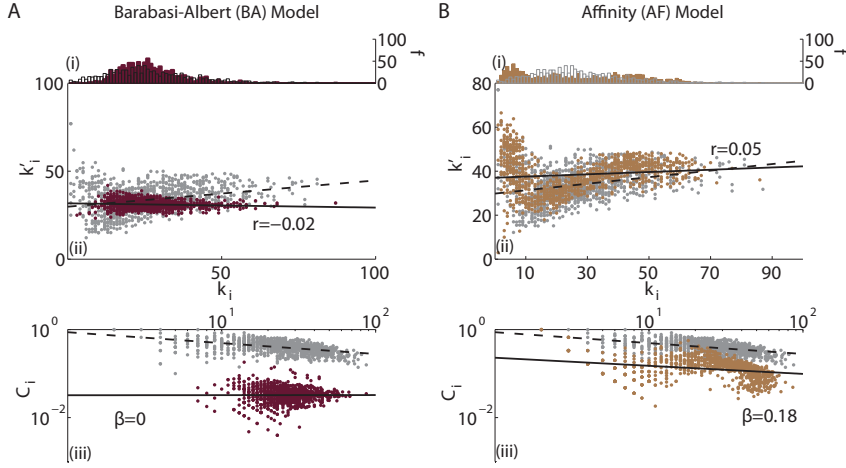 A
Barabasi-Albert (BA) Model
(i)
100
50
0
f
100
50
0
k'i
(ii)
r=−0.02
50
100
ki
10^1
10^2
10^0
10^-2
Ci
β=0
(iii)
B
Affinity (AF) Model
(i)
100
50
0
f
80
60
40
20
0
k'i
(ii)
r=0.05
10
30
50
70
90
ki
10^1
10^2
10^0
10^-2
Ci
β=0.18
(iii)